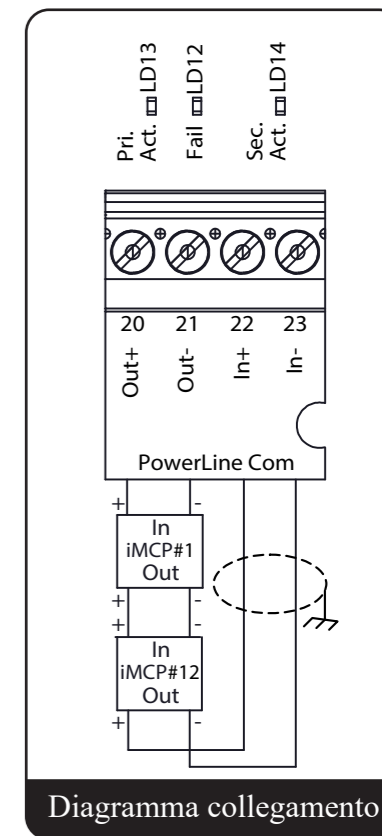 Pri.
Act. LD13
Fail LD12
Sec.
Act. LD14
20 21 22 23
Out+ Out- In+ In-
PowerLine Com
+ -
In
iMCP#1
Out
+ -
+ -
In
iMCP#12
Out
+ -
Diagramma collegamento